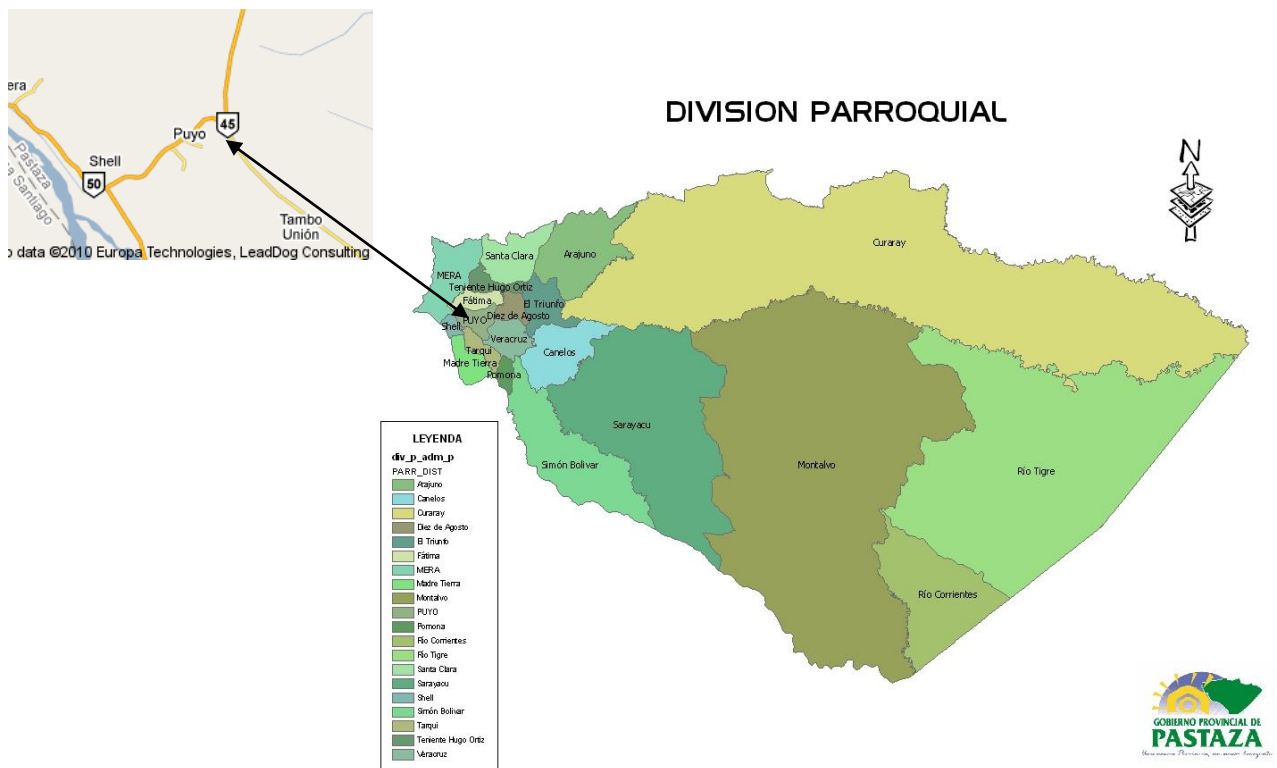 era
45
Puyo
Shell
50
Pastaza
a Santiago
Tambo
Unión
data ©2010 Europa Technologies, LeadDog Consulting
DIVISION PARROQUIAL
N
Curaray
Santa Clara
Arajuno
MERA
Teniente Hugo Ortiz
Fátima
El Triunfo
Diez de Agosto
PUYO
Shell
Veracruz
Tarqui
Canelos
Madre Tierra
Pomona
Sarayacu
Simón Bolivar
Montalvo
Río Tigre
Río Corrientes
LEYENDA
div_p_adm_p
PARR_DIST
Arajuno
Canelos
Curaray
Diez de Agosto
El Triunfo
Fátima
MERA
Madre Tierra
Montalvo
PUYO
Pomona
Río Corrientes
Río Tigre
Santa Clara
Sarayacu
Shell
Simón Bolivar
Tarqui
Teniente Hugo Ortiz
Veracruz
GOBIERNO PROVINCIAL DE
PASTAZA